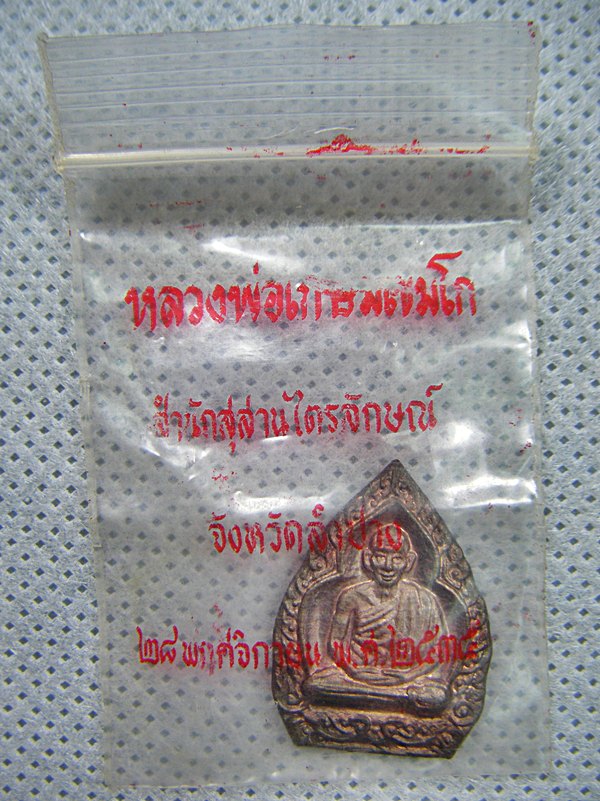 หลวงพ่อเกษมเขมโก
สำนักสุสานไตรลักษณ์
จังหวัดลำปาง
๒๘ พฤศจิกายน พ.ศ.๒๕๓๕